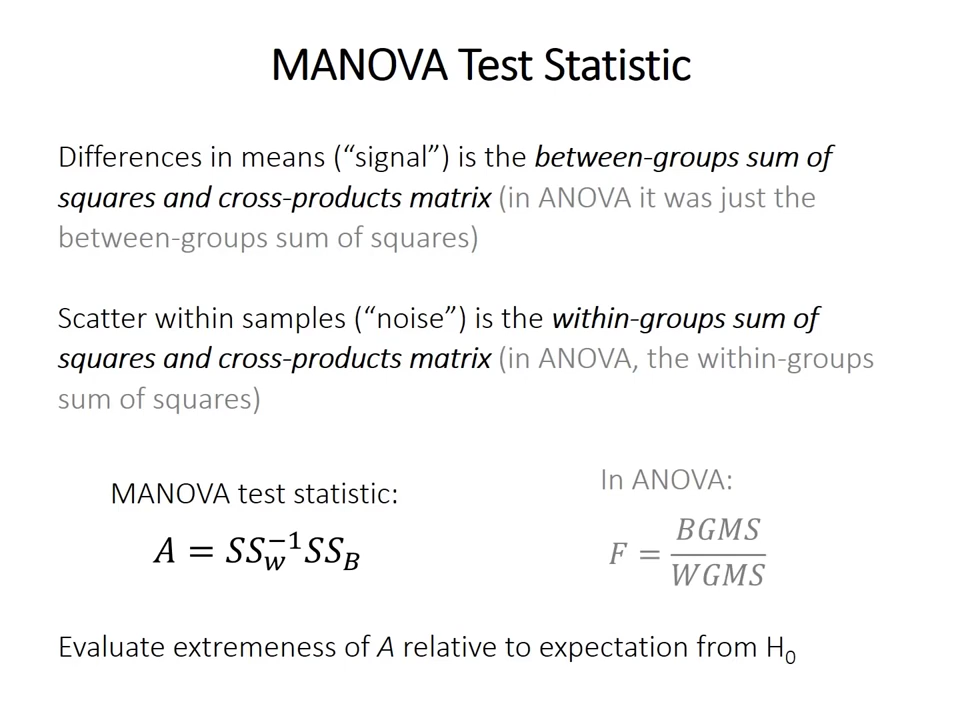 MANOVA Test Statistic
Differences in means (“signal”) is the between-groups sum of
squares and cross-products matrix (in ANOVA it was just the
between-groups sum of squares)
Scatter within samples (“noise”) is the within-groups sum of
squares and cross-products matrix (in ANOVA, the within-groups
sum of squares)
MANOVA test statistic:
A = SS_w^{-1} SS_B
In ANOVA:
F = \frac{BGMS}{WGMS}
Evaluate extremeness of A relative to expectation from H₀